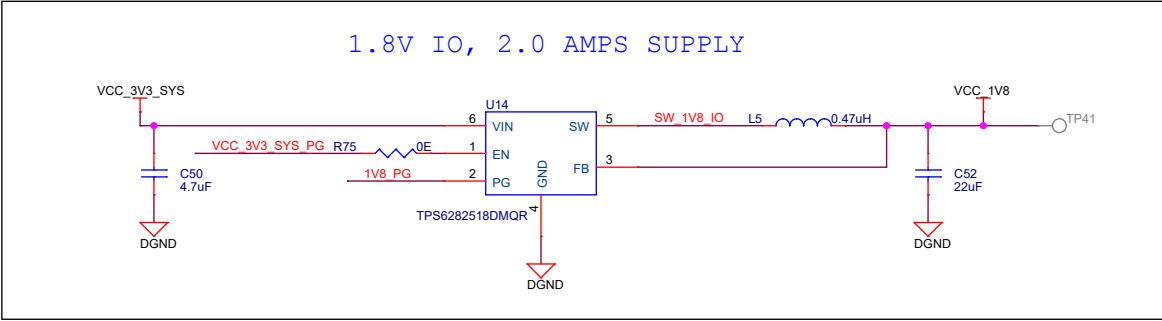 1.8V IO, 2.0 AMPS SUPPLY
VCC_3V3_SYS
VCC_1V8
U14
6 VIN SW 5 SW_1V8_IO L5 0.47uH TP41
VCC_3V3_SYS_PG R75 0E 1 EN
FB 3
1V8_PG 2 PG
GND
4
C50
4.7uF
C52
22uF
TPS6282518DMQR
DGND
DGND
DGND